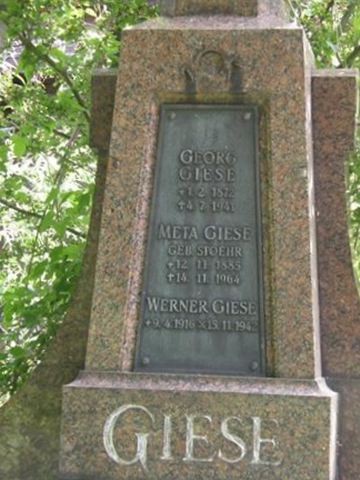 GEORG
GIESE
*1.2.1872
✝4.7.1941
META GIESE
GEB. STOEHR
*12.11.1885
✝14.11.1964
WERNER GIESE
*9.4.1916 ✕15.11.1942
GIESE